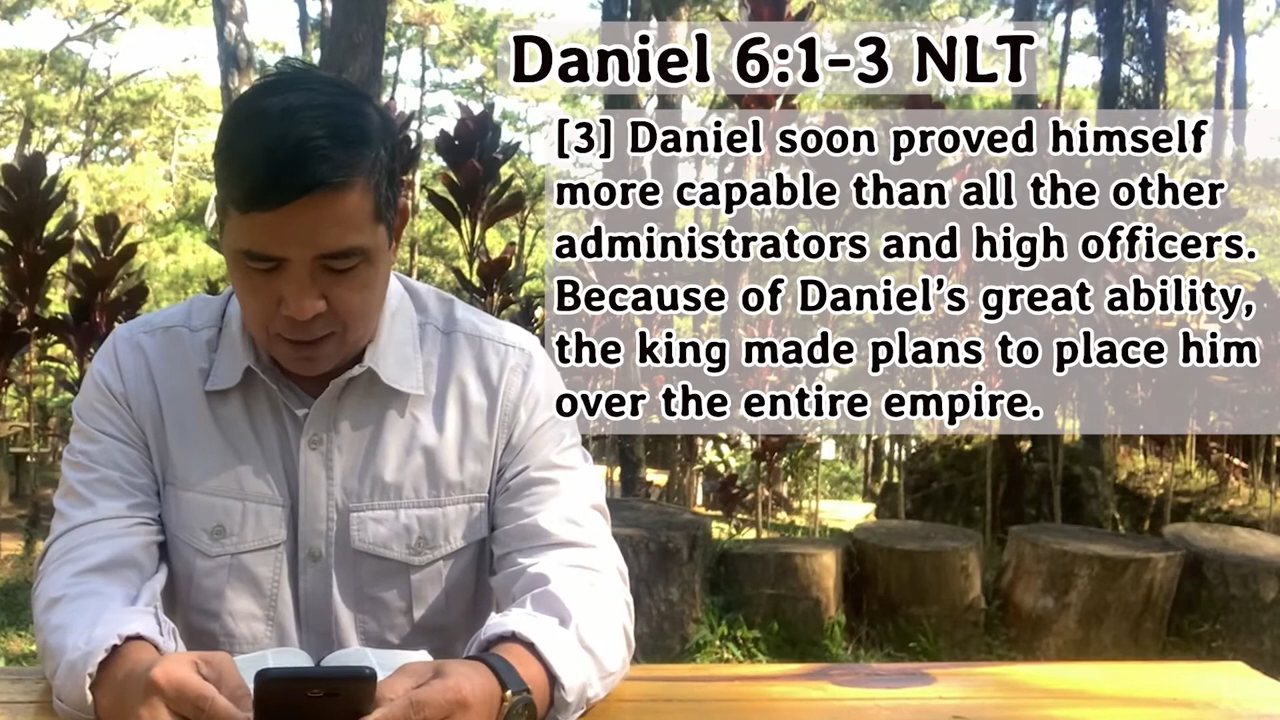 Daniel 6:1-3 NLT
[3] Daniel soon proved himself
more capable than all the other
administrators and high officers.
Because of Daniel’s great ability,
the king made plans to place him
over the entire empire.